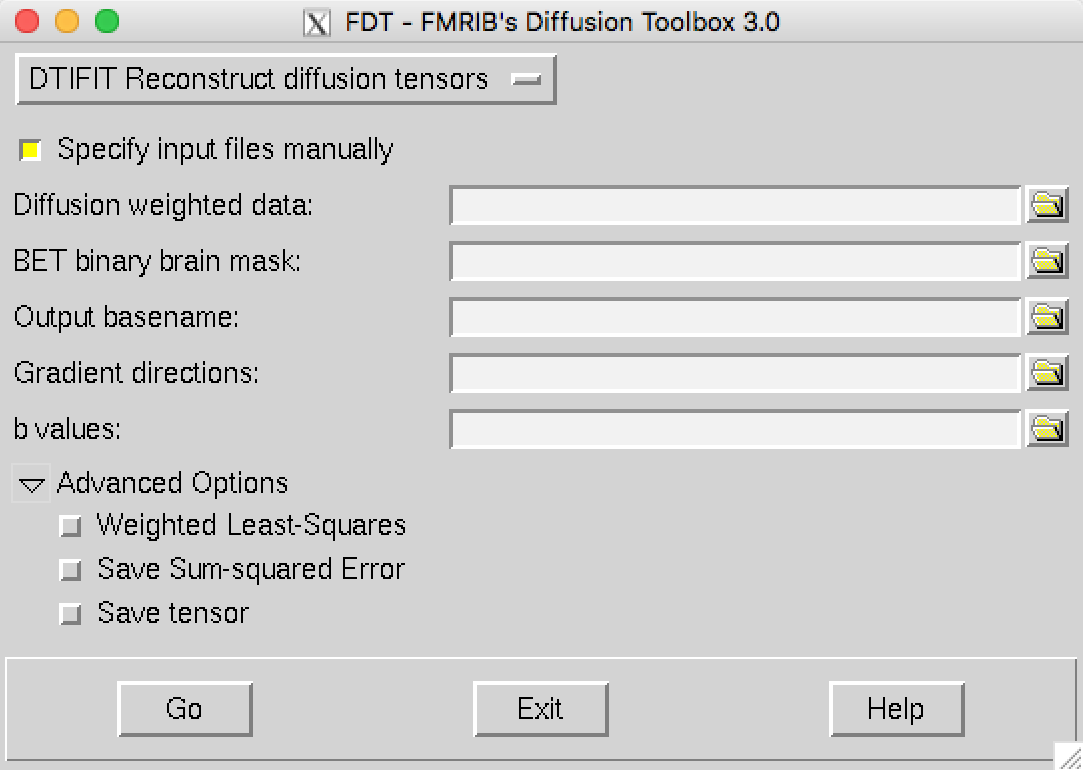 FDT - FMRIB's Diffusion Toolbox 3.0
DTIFIT Reconstruct diffusion tensors
Specify input files manually
Diffusion weighted data:
BET binary brain mask:
Output basename:
Gradient directions:
b values:
Advanced Options
Weighted Least-Squares
Save Sum-squared Error
Save tensor
Go Exit Help